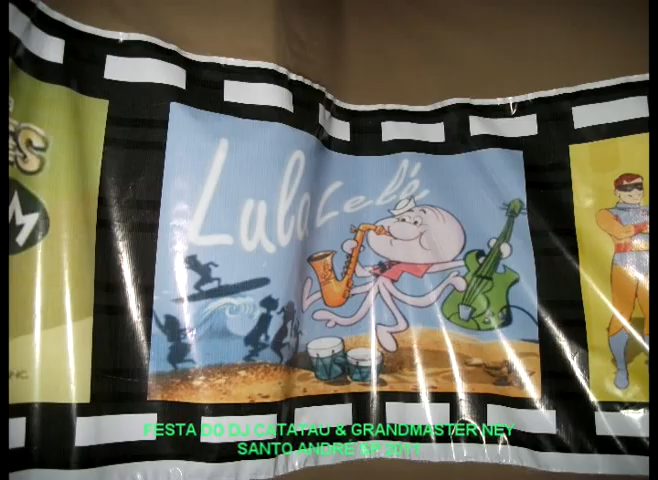 Lula Lelé
M
FESTA DO DJ CATATAU & GRANDMASTER NEY
SANTO ANDRÉ SP 2011